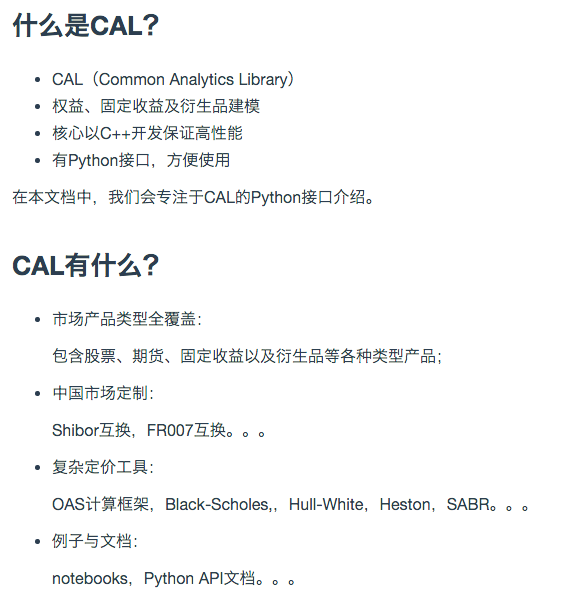 什么是CAL？
CAL（Common Analytics Library）
权益、固定收益及衍生品建模
核心以C++开发保证高性能
有Python接口，方便使用
在本文档中，我们会专注于CAL的Python接口介绍。
CAL有什么？
市场产品类型全覆盖：
包含股票、期货、固定收益以及衍生品等各种类型产品；
中国市场定制：
Shibor互换，FR007互换。。。
复杂定价工具：
OAS计算框架，Black-Scholes,，Hull-White，Heston，SABR。。。
例子与文档：
notebooks，Python API文档。。。